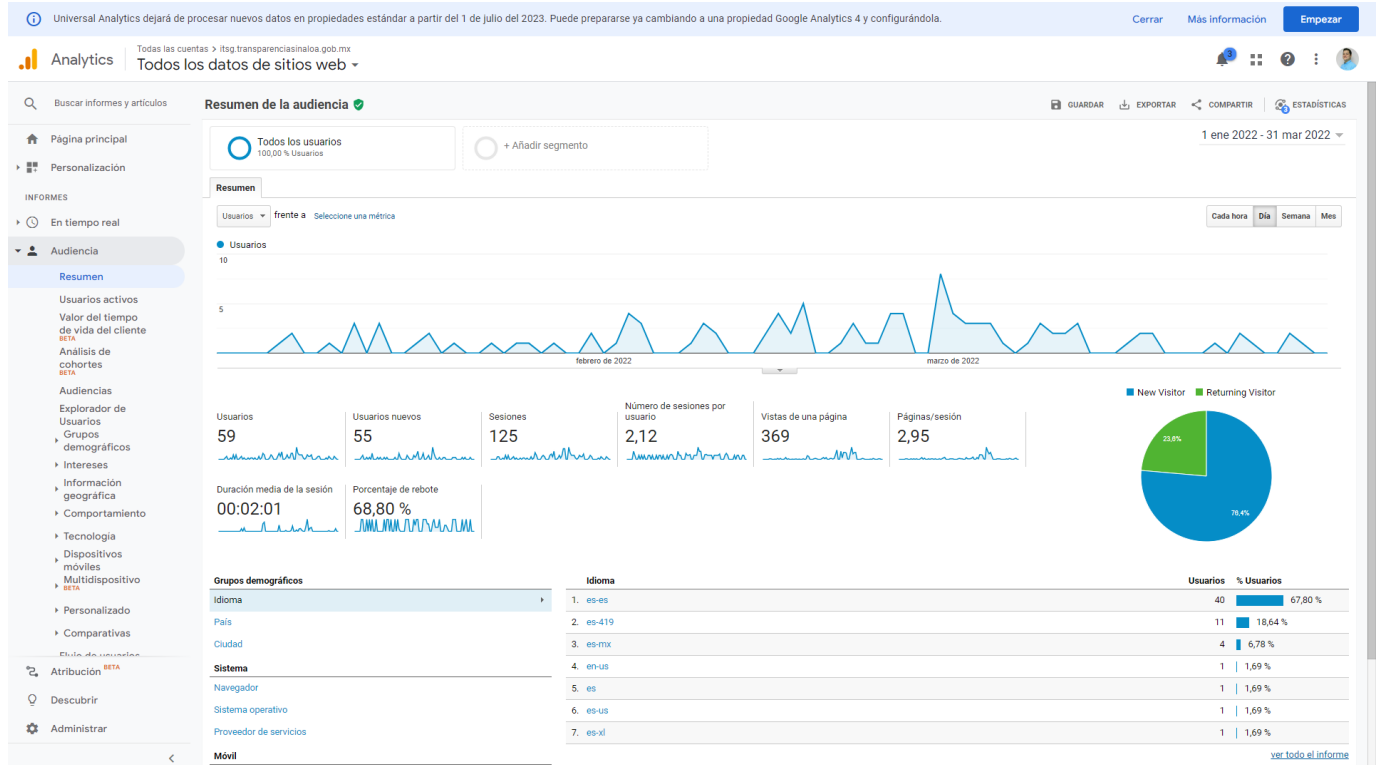 Universal Analytics dejará de procesar nuevos datos en propiedades estándar a partir del 1 de julio del 2023. Puede prepararse ya cambiando a una propiedad Google Analytics 4 y configurándola.
Cerrar
Más información
Empezar
Analytics
Todas las cuentas > itsg.transparenciasinaloa.gob.mx
Todos los datos de sitios web
3
Buscar informes y artículos
Página principal
Personalización
INFORMES
En tiempo real
Audiencia
Resumen
Usuarios activos
Valor del tiempo
de vida del cliente
BETA
Análisis de
cohortes
BETA
Audiencias
Explorador de
Usuarios
Grupos
demográficos
Intereses
Información
geográfica
Comportamiento
Tecnología
Dispositivos
móviles
Multidispositivo
BETA
Personalizado
Comparativas
Flujo de usuarios
Atribución BETA
Descubrir
Administrar
Resumen de la audiencia
GUARDAR
EXPORTAR
COMPARTIR
3
ESTADÍSTICAS
Todos los usuarios
100,00 % Usuarios
+ Añadir segmento
1 ene 2022 - 31 mar 2022
Resumen
Usuarios
frente a
Seleccione una métrica
Cada hora
Día
Semana
Mes
Usuarios
10
5
febrero de 2022
marzo de 2022
New Visitor
Returning Visitor
23,6%
76,4%
Usuarios
59
Usuarios nuevos
55
Sesiones
125
Número de sesiones por
usuario
2,12
Vistas de una página
369
Páginas/sesión
2,95
Duración media de la sesión
00:02:01
Porcentaje de rebote
68,80 %
Grupos demográficos
Idioma
País
Ciudad
Sistema
Navegador
Sistema operativo
Proveedor de servicios
Móvil
Idioma Usuarios % Usuarios
1. es-es 40 67,80 %
2. es-419 11 18,64 %
3. es-mx 4 6,78 %
4. en-us 1 1,69 %
5. es 1 1,69 %
6. es-us 1 1,69 %
7. es-xl 1 1,69 %
ver todo el informe